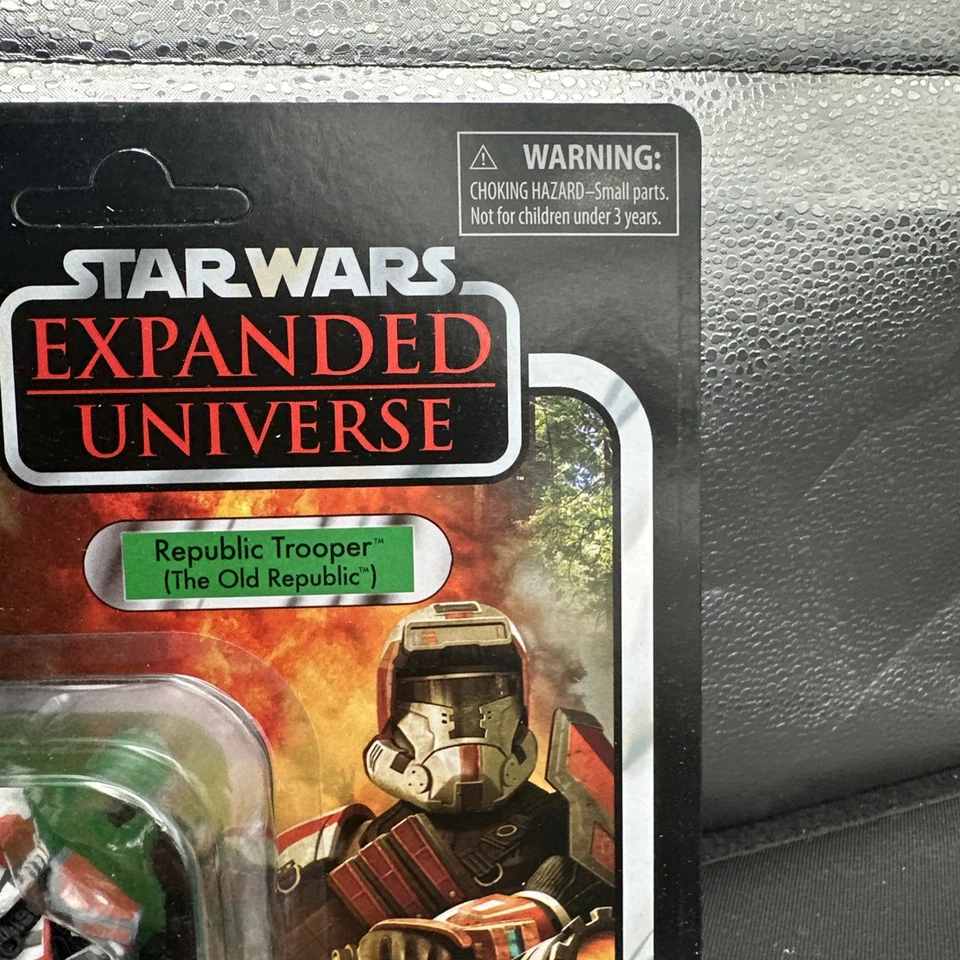 ⚠ WARNING:
CHOKING HAZARD–Small parts.
Not for children under 3 years.
STAR WARS
EXPANDED
UNIVERSE™
Republic Trooper™
(The Old Republic™)